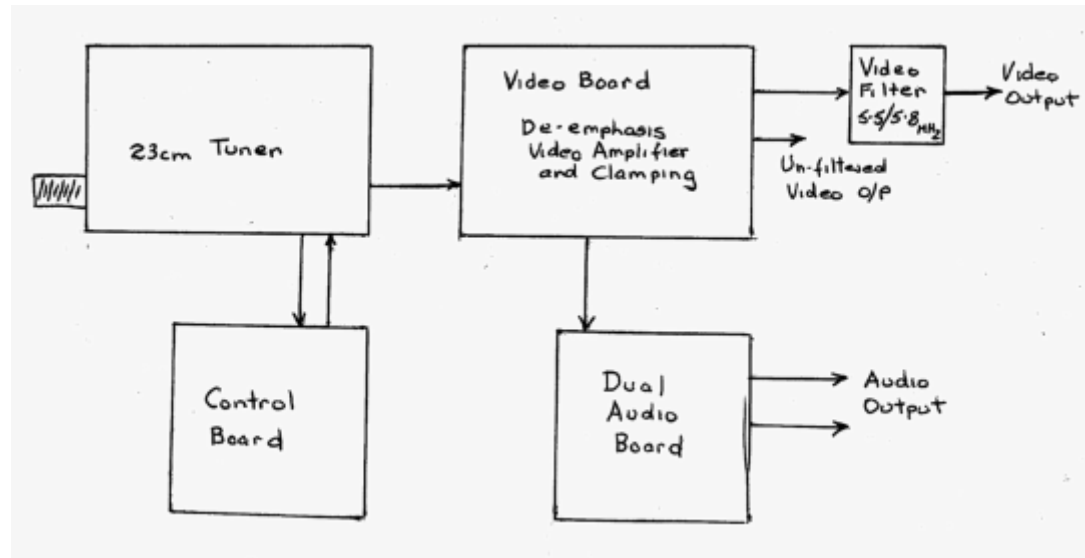 23cm Tuner
Video Board
De-emphasis
Video Amplifier
and Clamping
Video
Filter
5.5/5.8MHz
Video
Output
Un-filtered
Video O/P
Control
Board
Dual
Audio
Board
Audio
Output